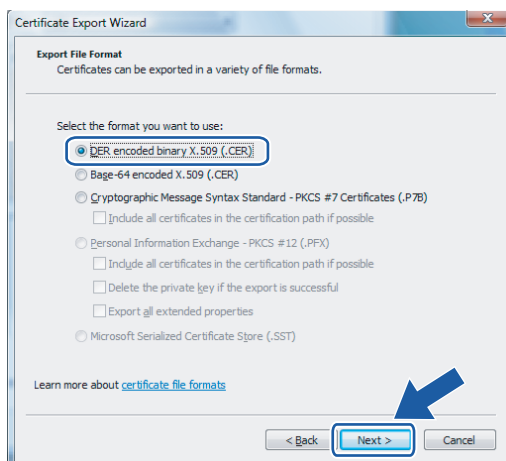 Certificate Export Wizard
Export File Format
Certificates can be exported in a variety of file formats.
Select the format you want to use:
DER encoded binary X.509 (.CER)
Bage-64 encoded X.509 (.CER)
Cryptographic Message Syntax Standard - PKCS #7 Certificates (.P7B)
Include all certificates in the certification path if possible
Personal Information Exchange - PKCS #12 (.PFX)
Include all certificates in the certification path if possible
Delete the private key if the export is successful
Export all extended properties
Microsoft Serialized Certificate Store (.SST)
Learn more about certificate file formats
< Back Next > Cancel